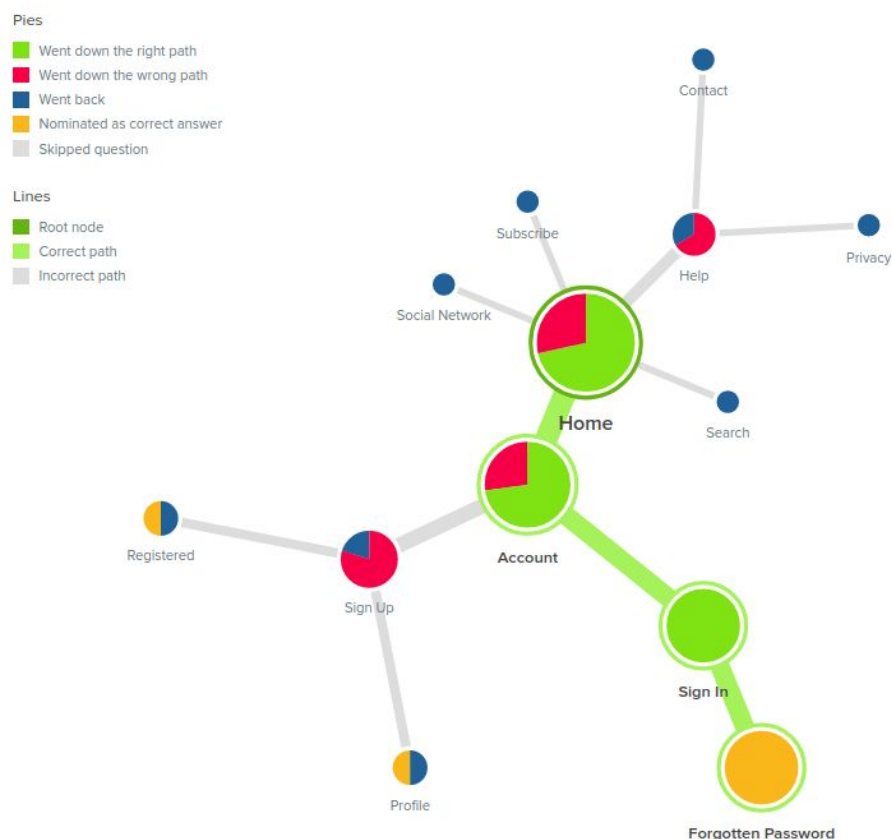 Pies
Went down the right path
Went down the wrong path
Went back
Nominated as correct answer
Skipped question
Lines
Root node
Correct path
Incorrect path
Contact
Subscribe
Help
Privacy
Social Network
Home
Search
Registered
Account
Sign Up
Sign In
Profile
Forgotten Password